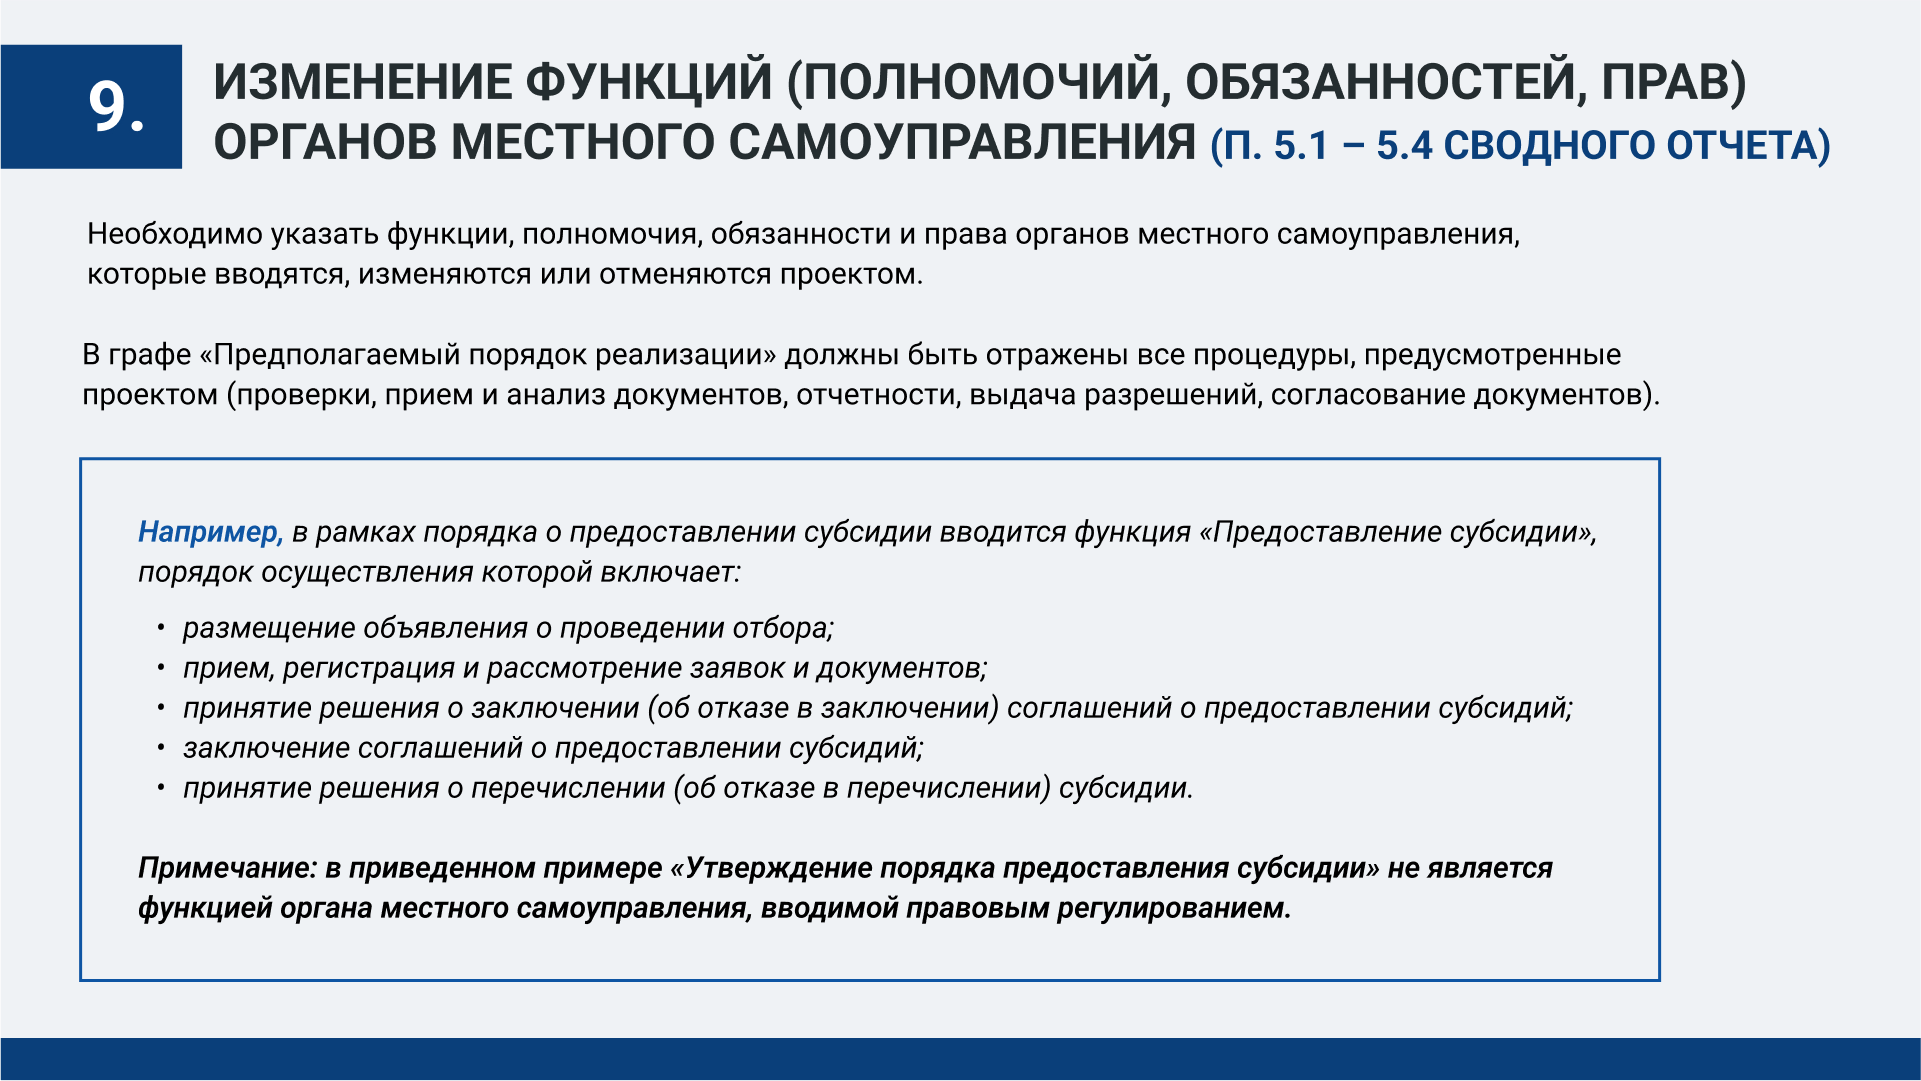 9.
ИЗМЕНЕНИЕ ФУНКЦИЙ (ПОЛНОМОЧИЙ, ОБЯЗАННОСТЕЙ, ПРАВ)
ОРГАНОВ МЕСТНОГО САМОУПРАВЛЕНИЯ (П. 5.1 – 5.4 СВОДНОГО ОТЧЕТА)
Необходимо указать функции, полномочия, обязанности и права органов местного самоуправления,
которые вводятся, изменяются или отменяются проектом.
В графе «Предполагаемый порядок реализации» должны быть отражены все процедуры, предусмотренные
проектом (проверки, прием и анализ документов, отчетности, выдача разрешений, согласование документов).
Например, в рамках порядка о предоставлении субсидии вводится функция «Предоставление субсидии»,
порядок осуществления которой включает:
• размещение объявления о проведении отбора;
• прием, регистрация и рассмотрение заявок и документов;
• принятие решения о заключении (об отказе в заключении) соглашений о предоставлении субсидий;
• заключение соглашений о предоставлении субсидий;
• принятие решения о перечислении (об отказе в перечислении) субсидии.
Примечание: в приведенном примере «Утверждение порядка предоставления субсидии» не является
функцией органа местного самоуправления, вводимой правовым регулированием.